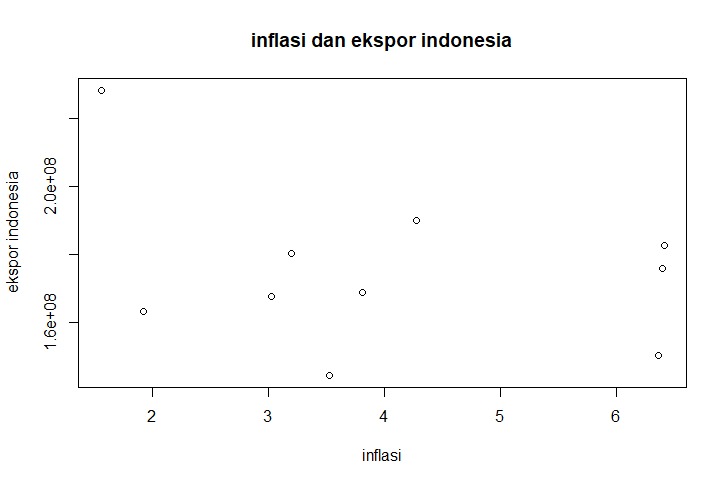 inflasi dan ekspor indonesia
ekspor indonesia
2.0e+08
1.6e+08
2 3 4 5 6
inflasi